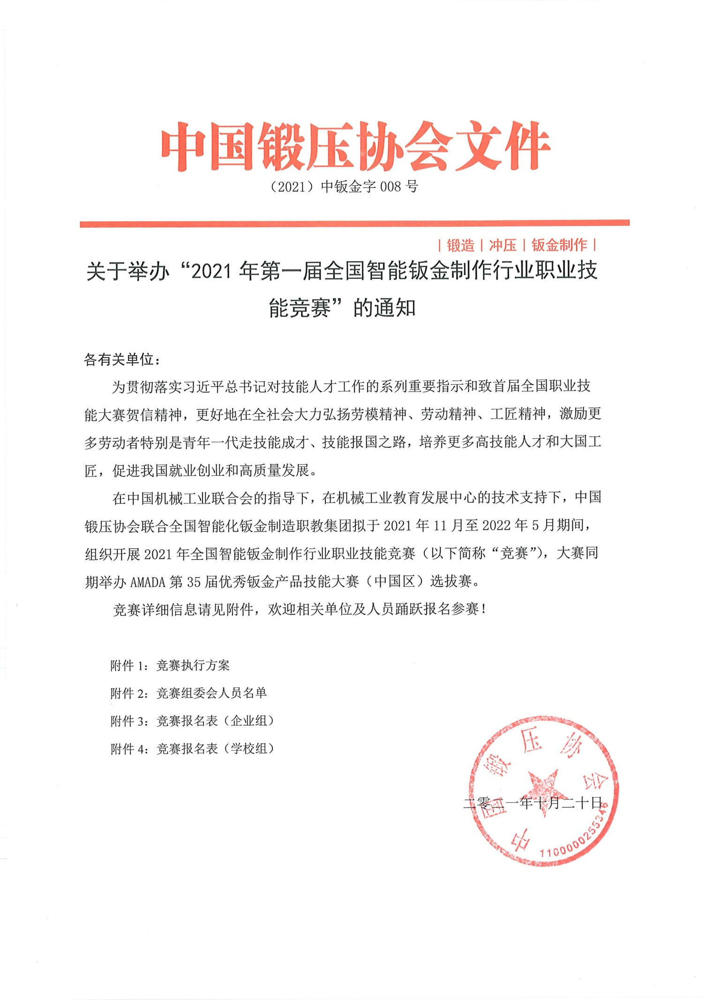 中国锻压协会文件
（2021）中钣金字 008 号
|锻造|冲压|钣金制作|
关于举办“2021 年第一届全国智能钣金制作行业职业技
能竞赛”的通知
各有关单位：
为贯彻落实习近平总书记对技能人才工作的系列重要指示和致首届全国职业技
能大赛贺信精神，更好地在全社会大力弘扬劳模精神、劳动精神、工匠精神，激励更
多劳动者特别是青年一代走技能成才、技能报国之路，培养更多高技能人才和大国工
匠，促进我国就业创业和高质量发展。
在中国机械工业联合会的指导下，在机械工业教育发展中心的技术支持下，中国
锻压协会联合全国智能化钣金制造职教集团拟于 2021 年 11 月至 2022 年 5 月期间，
组织开展 2021 年全国智能钣金制作行业职业技能竞赛（以下简称“竞赛”），大赛同
期举办 AMADA 第 35 届优秀钣金产品技能大赛（中国区）选拔赛。
竞赛详细信息请见附件，欢迎相关单位及人员踊跃报名参赛！
附件 1：竞赛执行方案
附件 2：竞赛组委会人员名单
附件 3：竞赛报名表（企业组）
附件 4：竞赛报名表（学校组）
中国锻压协会
二零二一年十月二十日
1100000255346